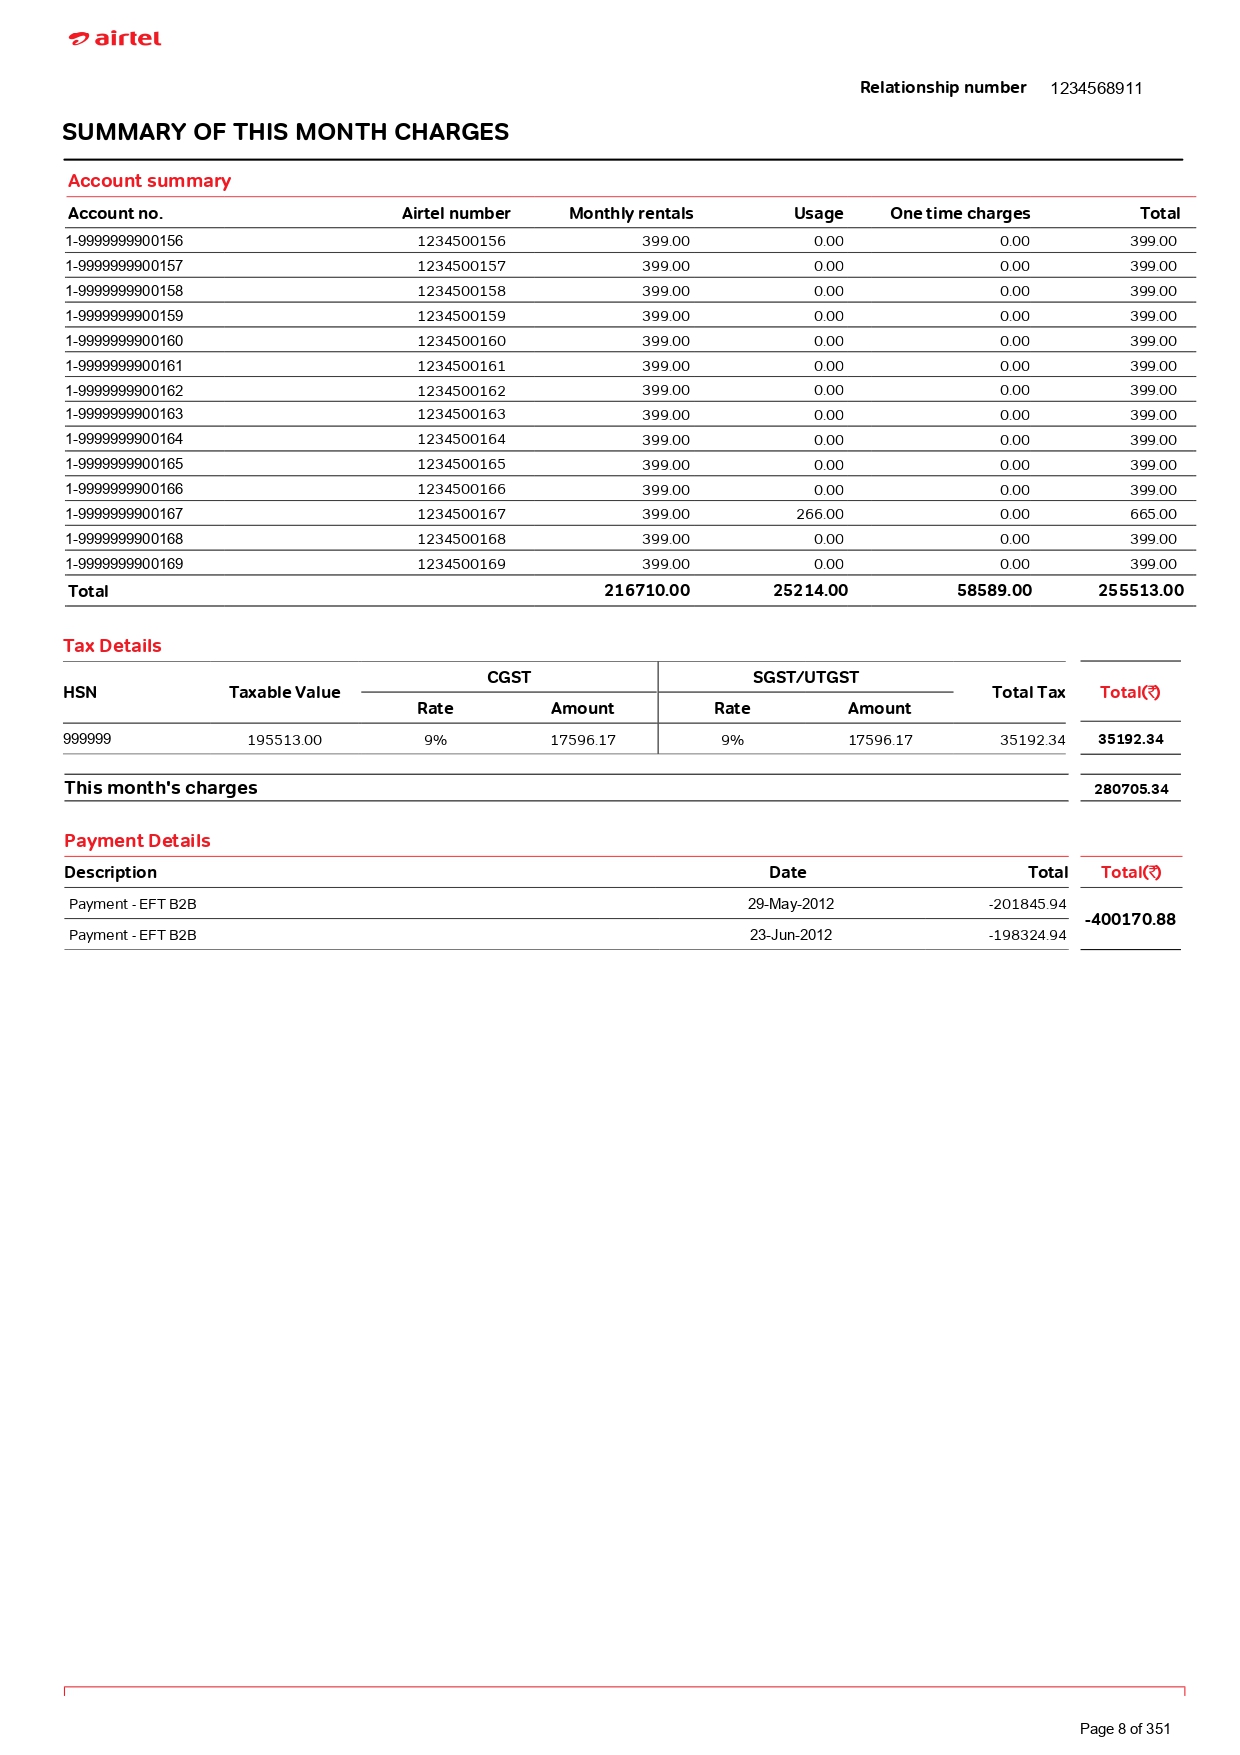 airtel
Relationship number 1234568911
SUMMARY OF THIS MONTH CHARGES
Account summary
Account no. Airtel number Monthly rentals Usage One time charges Total
1-9999999900156 1234500156 399.00 0.00 0.00 399.00
1-9999999900157 1234500157 399.00 0.00 0.00 399.00
1-9999999900158 1234500158 399.00 0.00 0.00 399.00
1-9999999900159 1234500159 399.00 0.00 0.00 399.00
1-9999999900160 1234500160 399.00 0.00 0.00 399.00
1-9999999900161 1234500161 399.00 0.00 0.00 399.00
1-9999999900162 1234500162 399.00 0.00 0.00 399.00
1-9999999900163 1234500163 399.00 0.00 0.00 399.00
1-9999999900164 1234500164 399.00 0.00 0.00 399.00
1-9999999900165 1234500165 399.00 0.00 0.00 399.00
1-9999999900166 1234500166 399.00 0.00 0.00 399.00
1-9999999900167 1234500167 399.00 266.00 0.00 665.00
1-9999999900168 1234500168 399.00 0.00 0.00 399.00
1-9999999900169 1234500169 399.00 0.00 0.00 399.00
Total 216710.00 25214.00 58589.00 255513.00
Tax Details
CGST SGST/UTGST
HSN Taxable Value Total Tax Total(₹)
Rate Amount Rate Amount
999999 195513.00 9% 17596.17 9% 17596.17 35192.34 35192.34
This month's charges 280705.34
Payment Details
Description Date Total Total(₹)
Payment - EFT B2B 29-May-2012 -201845.94
-400170.88
Payment - EFT B2B 23-Jun-2012 -198324.94
Page 8 of 351